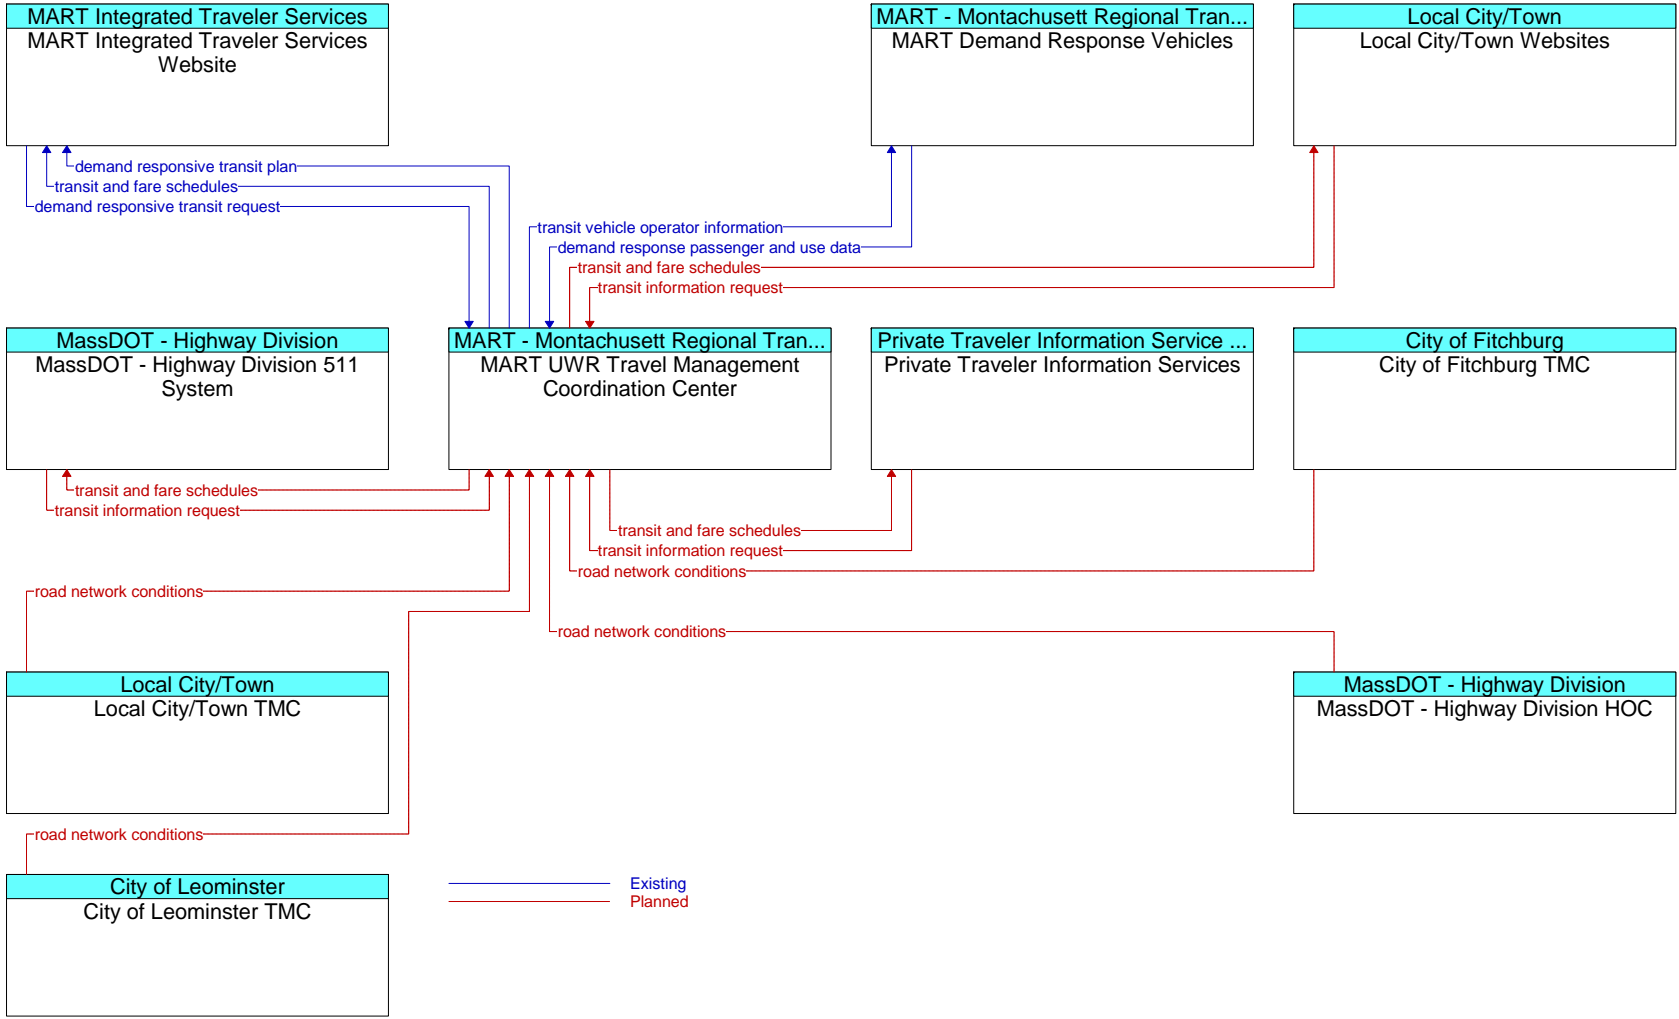 MART Integrated Traveler Services
MART Integrated Traveler Services
Website
MART - Montachusett Regional Tran...
MART Demand Response Vehicles
Local City/Town
Local City/Town Websites
demand responsive transit plan
transit and fare schedules
demand responsive transit request
transit vehicle operator information
demand response passenger and use data
transit and fare schedules
transit information request
MassDOT - Highway Division
MassDOT - Highway Division 511
System
MART - Montachusett Regional Tran...
MART UWR Travel Management
Coordination Center
Private Traveler Information Service ...
Private Traveler Information Services
City of Fitchburg
City of Fitchburg TMC
transit and fare schedules
transit information request
transit and fare schedules
transit information request
road network conditions
road network conditions
road network conditions
Local City/Town
Local City/Town TMC
MassDOT - Highway Division
MassDOT - Highway Division HOC
road network conditions
City of Leominster
City of Leominster TMC
Existing
Planned